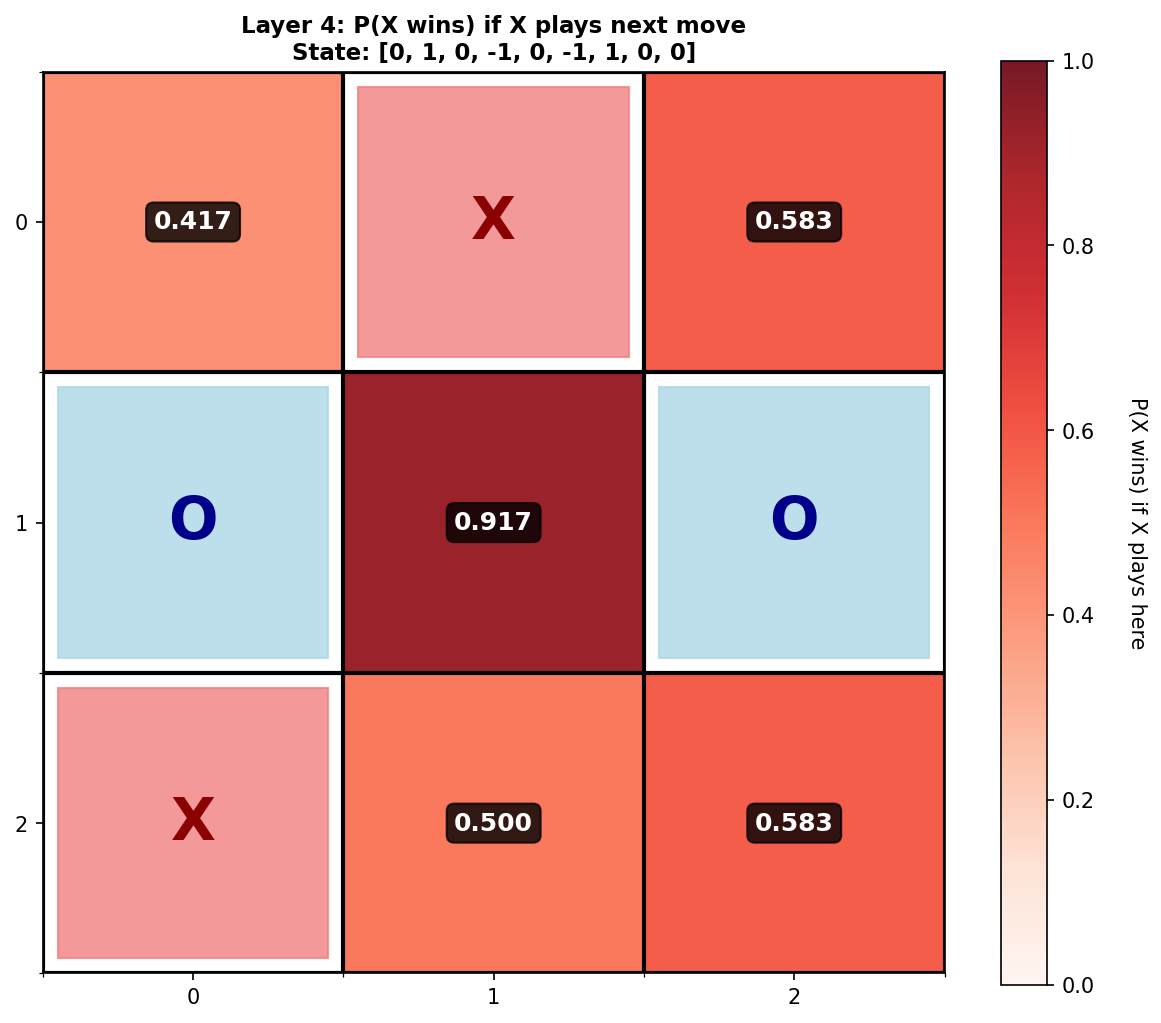 Layer 4: P(X wins) if X plays next move
State: [0, 1, 0, -1, 0, -1, 1, 0, 0]
0.417
X
0.583
O
0.917
O
X
0.500
0.583
0
1
2
0
1
2
1.0
0.8
0.6
0.4
0.2
0.0
P(X wins) if X plays here